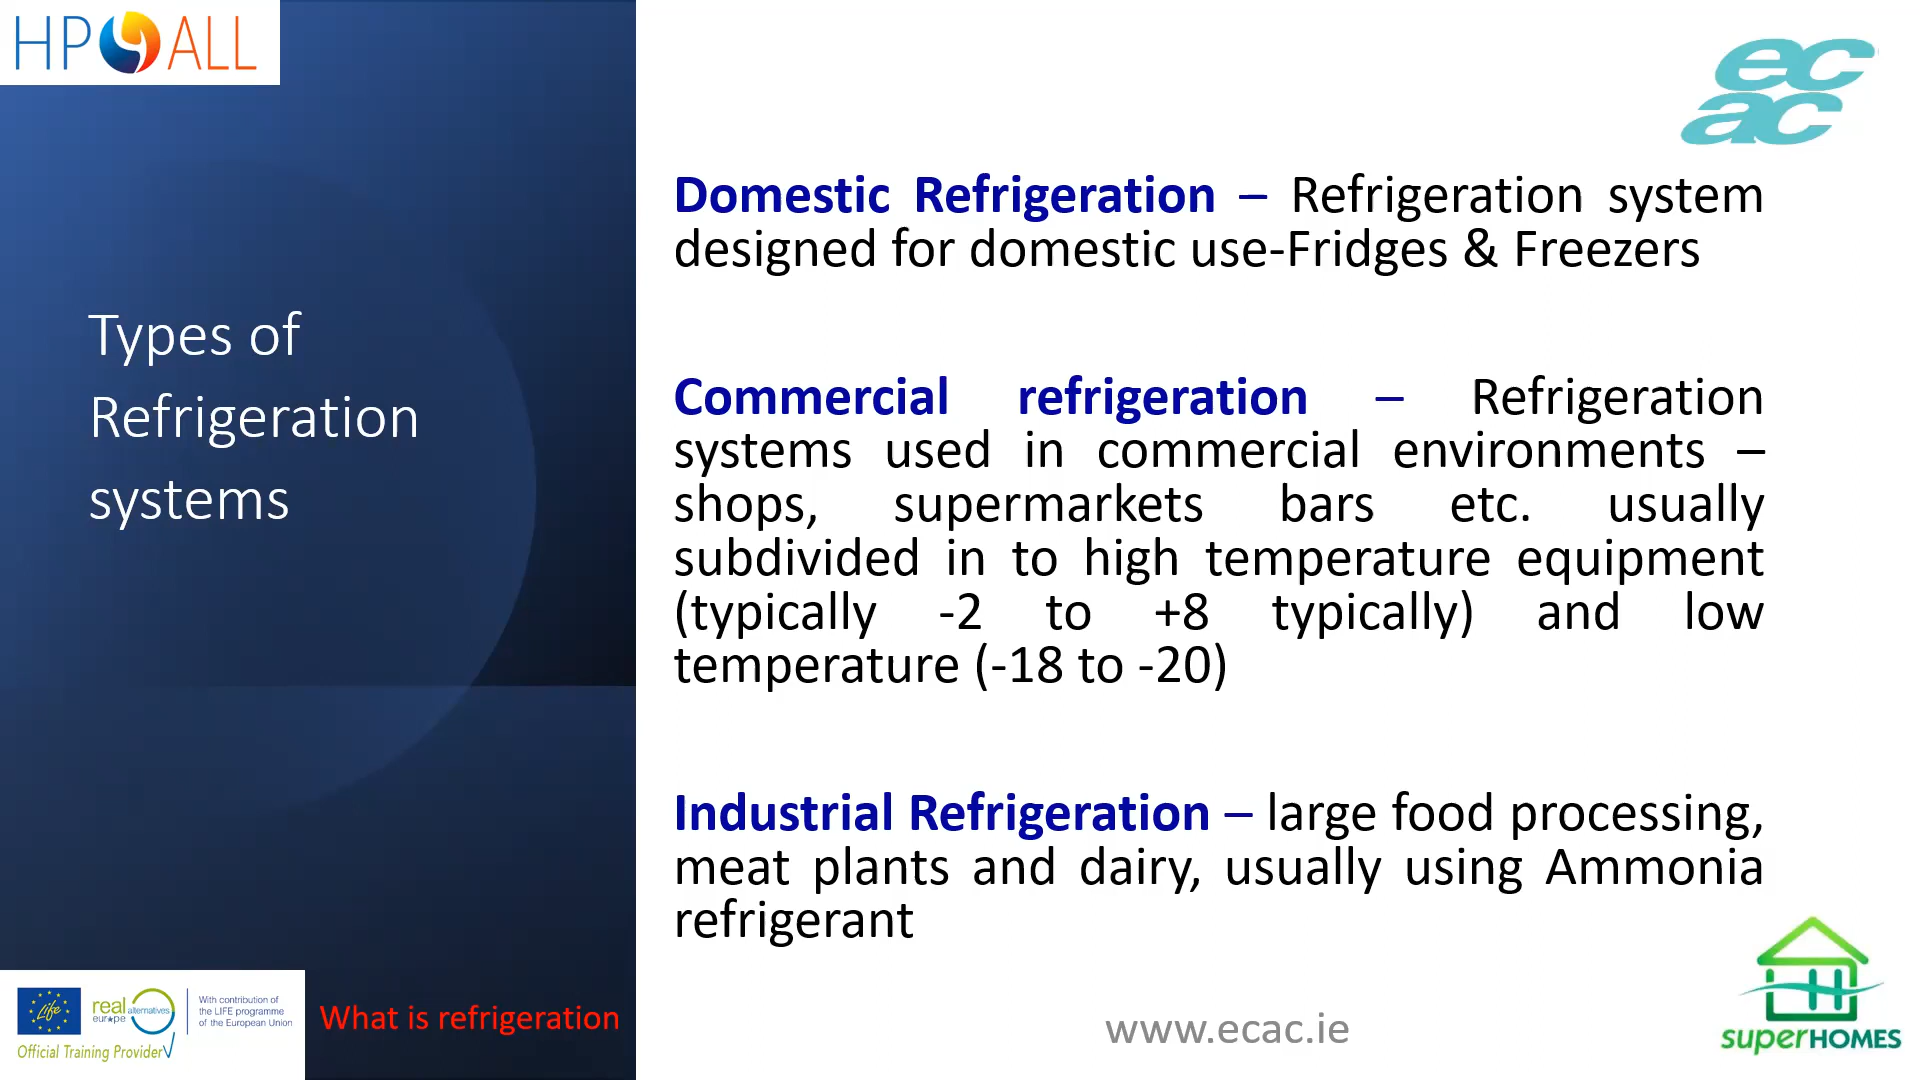 HP4ALL
ec
ac
Types of
Refrigeration
systems
Domestic Refrigeration – Refrigeration system
designed for domestic use-Fridges & Freezers
Commercial refrigeration – Refrigeration
systems used in commercial environments –
shops, supermarkets bars etc. usually
subdivided in to high temperature equipment
(typically -2 to +8 typically) and low
temperature (-18 to -20)
Industrial Refrigeration – large food processing,
meat plants and dairy, usually using Ammonia
refrigerant
Life
real alternatives
europe
With contribution of
the LIFE programme
of the European Union
Official Training Provider
What is refrigeration
www.ecac.ie
superHOMES